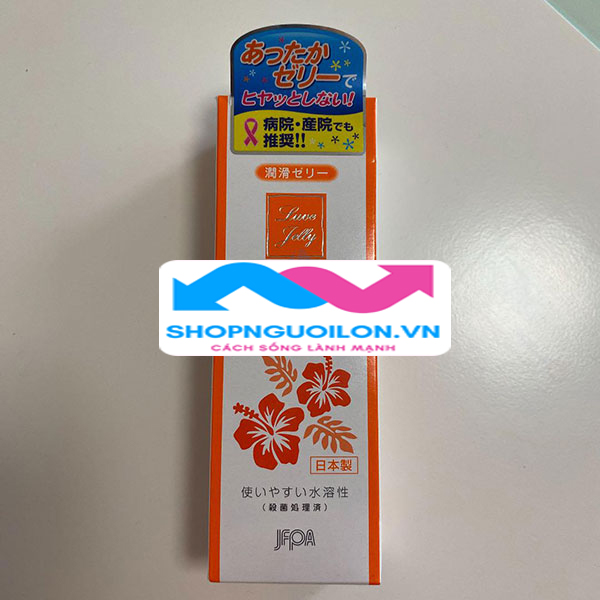 あったか
ゼリーで
ヒヤッとしない!
病院・産院でも
推奨!!
潤滑ゼリー
Luve
Jelly
SHOPNGUOILON.VN
CÁCH SỐNG LÀNH MẠNH
日本製
使いやすい水溶性
(殺菌処理済)
JFPA